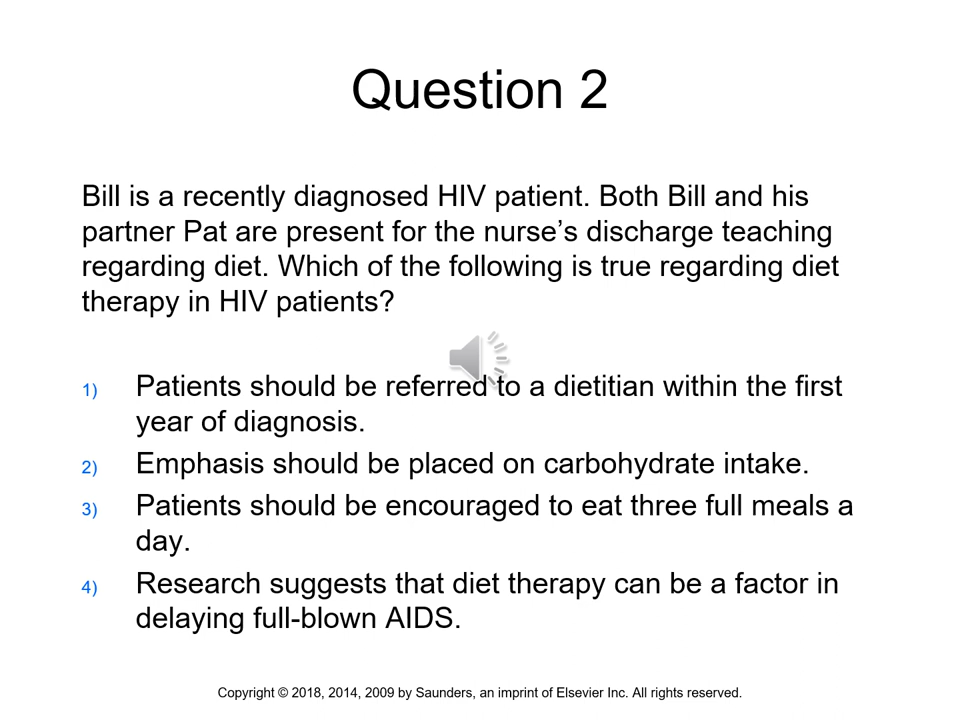 Question 2
Bill is a recently diagnosed HIV patient. Both Bill and his
partner Pat are present for the nurse’s discharge teaching
regarding diet. Which of the following is true regarding diet
therapy in HIV patients?
1) Patients should be referred to a dietitian within the first
year of diagnosis.
2) Emphasis should be placed on carbohydrate intake.
3) Patients should be encouraged to eat three full meals a
day.
4) Research suggests that diet therapy can be a factor in
delaying full-blown AIDS.
Copyright © 2018, 2014, 2009 by Saunders, an imprint of Elsevier Inc. All rights reserved.